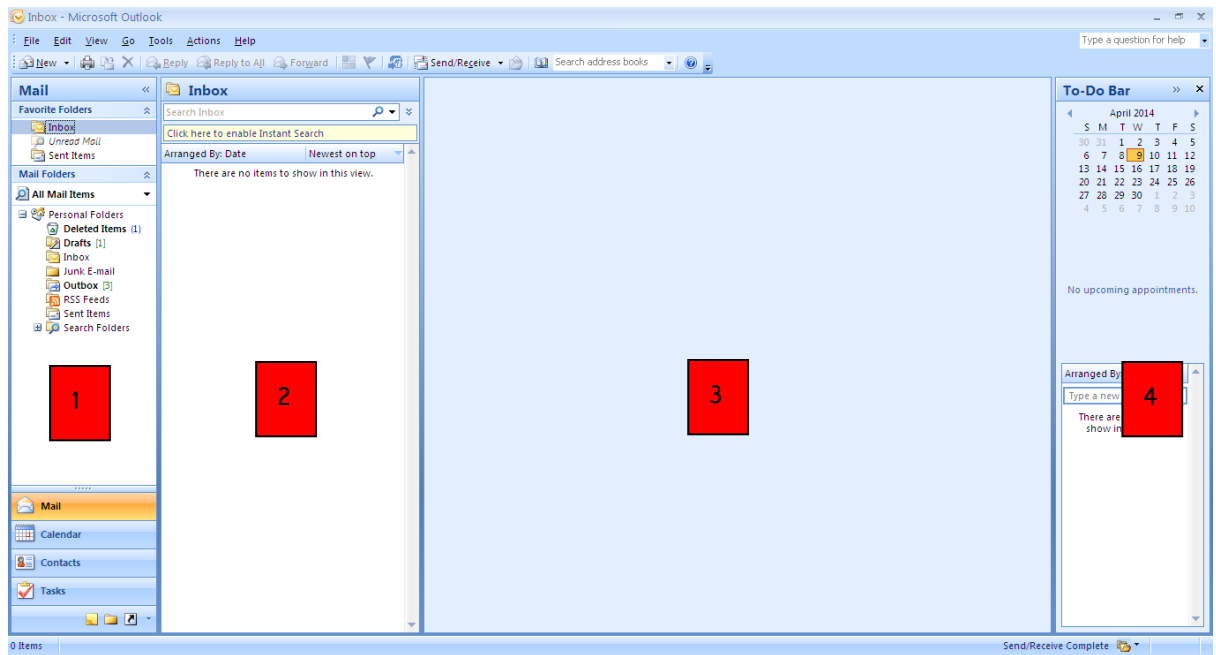 Inbox - Microsoft Outlook
File Edit View Go Tools Actions Help
Type a question for help
New Reply Reply to All Forward Send/Receive Search address books
Mail
Favorite Folders
Inbox
Unread Mail
Sent Items
Mail Folders
All Mail Items
Personal Folders
Deleted Items (1)
Drafts [1]
Inbox
Junk E-mail
Outbox [3]
RSS Feeds
Sent Items
Search Folders
1
Mail
Calendar
Contacts
Tasks
Inbox
Search Inbox
Click here to enable Instant Search
Arranged By: Date Newest on top
There are no items to show in this view.
2
3
To-Do Bar
April 2014
S M T W T F S
30 31 1 2 3 4 5
6 7 8 9 10 11 12
13 14 15 16 17 18 19
20 21 22 23 24 25 26
27 28 29 30 1 2 3
4 5 6 7 8 9 10
No upcoming appointments.
Arranged By:
Type a new
There are
show in
4
0 Items
Send/Receive Complete